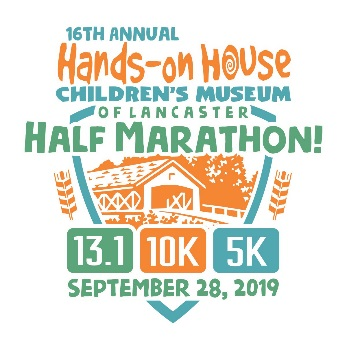 16TH ANNUAL
Hands-on House
CHILDREN'S MUSEUM
OF LANCASTER
HALF MARATHON!
13.1 10K 5K
SEPTEMBER 28, 2019